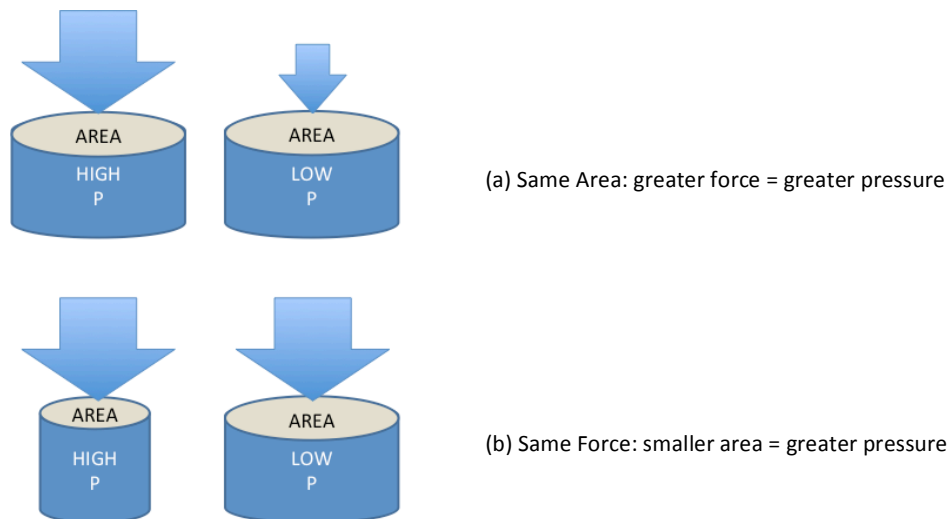 AREA
HIGH
P
AREA
LOW
P
(a) Same Area: greater force = greater pressure
AREA
HIGH
P
AREA
LOW
P
(b) Same Force: smaller area = greater pressure